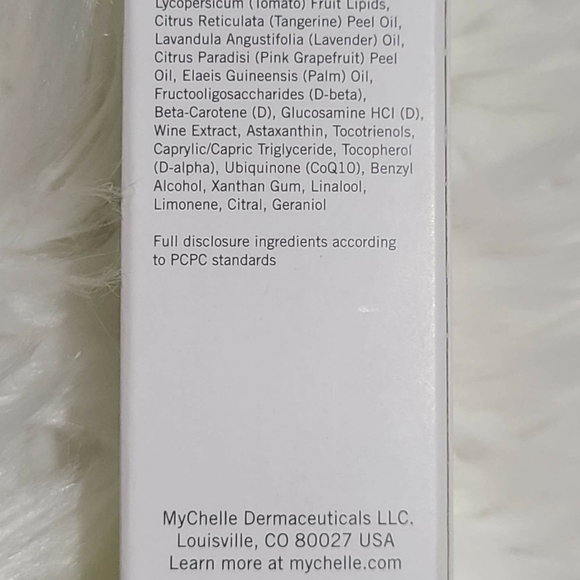 Lycopersicum (Tomato) Fruit Lipids,
Citrus Reticulata (Tangerine) Peel Oil,
Lavandula Angustifolia (Lavender) Oil,
Citrus Paradisi (Pink Grapefruit) Peel
Oil, Elaeis Guineensis (Palm) Oil,
Fructooligosaccharides (D-beta),
Beta-Carotene (D), Glucosamine HCl (D),
Wine Extract, Astaxanthin, Tocotrienols,
Caprylic/Capric Triglyceride, Tocopherol
(D-alpha), Ubiquinone (CoQ10), Benzyl
Alcohol, Xanthan Gum, Linalool,
Limonene, Citral, Geraniol
Full disclosure ingredients according
to PCPC standards
MyChelle Dermaceuticals LLC.
Louisville, CO 80027 USA
Learn more at mychelle.com